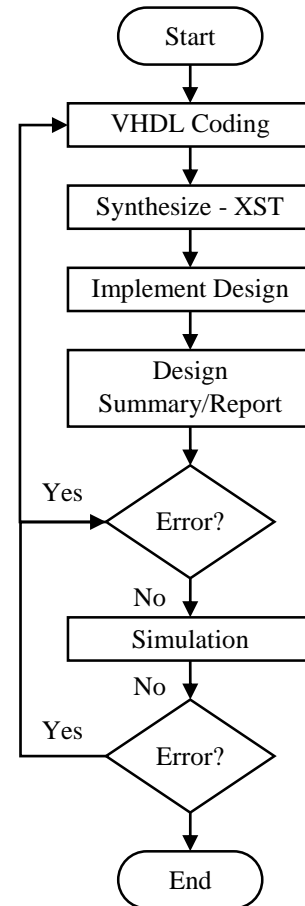 Start
VHDL Coding
Synthesize - XST
Implement Design
Design
Summary/Report
Yes
Error?
No
Simulation
No
Yes
Error?
End